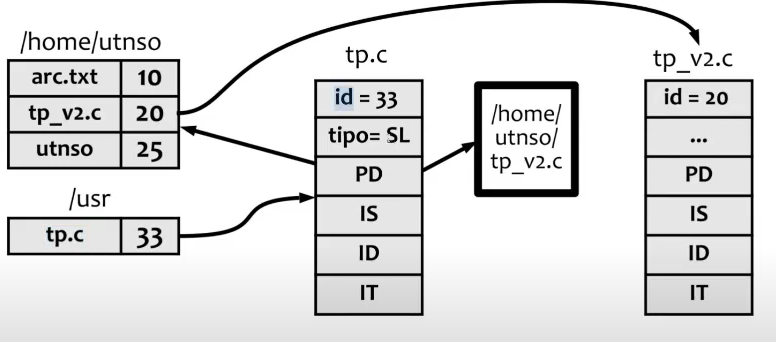 /home/utnso
arc.txt 10
tp_v2.c 20
utnso 25
/usr
tp.c 33
tp.c
id = 33
tipo= SL
PD
IS
ID
IT
/home/
utnso/
tp_v2.c
tp_v2.c
id = 20
...
PD
IS
ID
IT